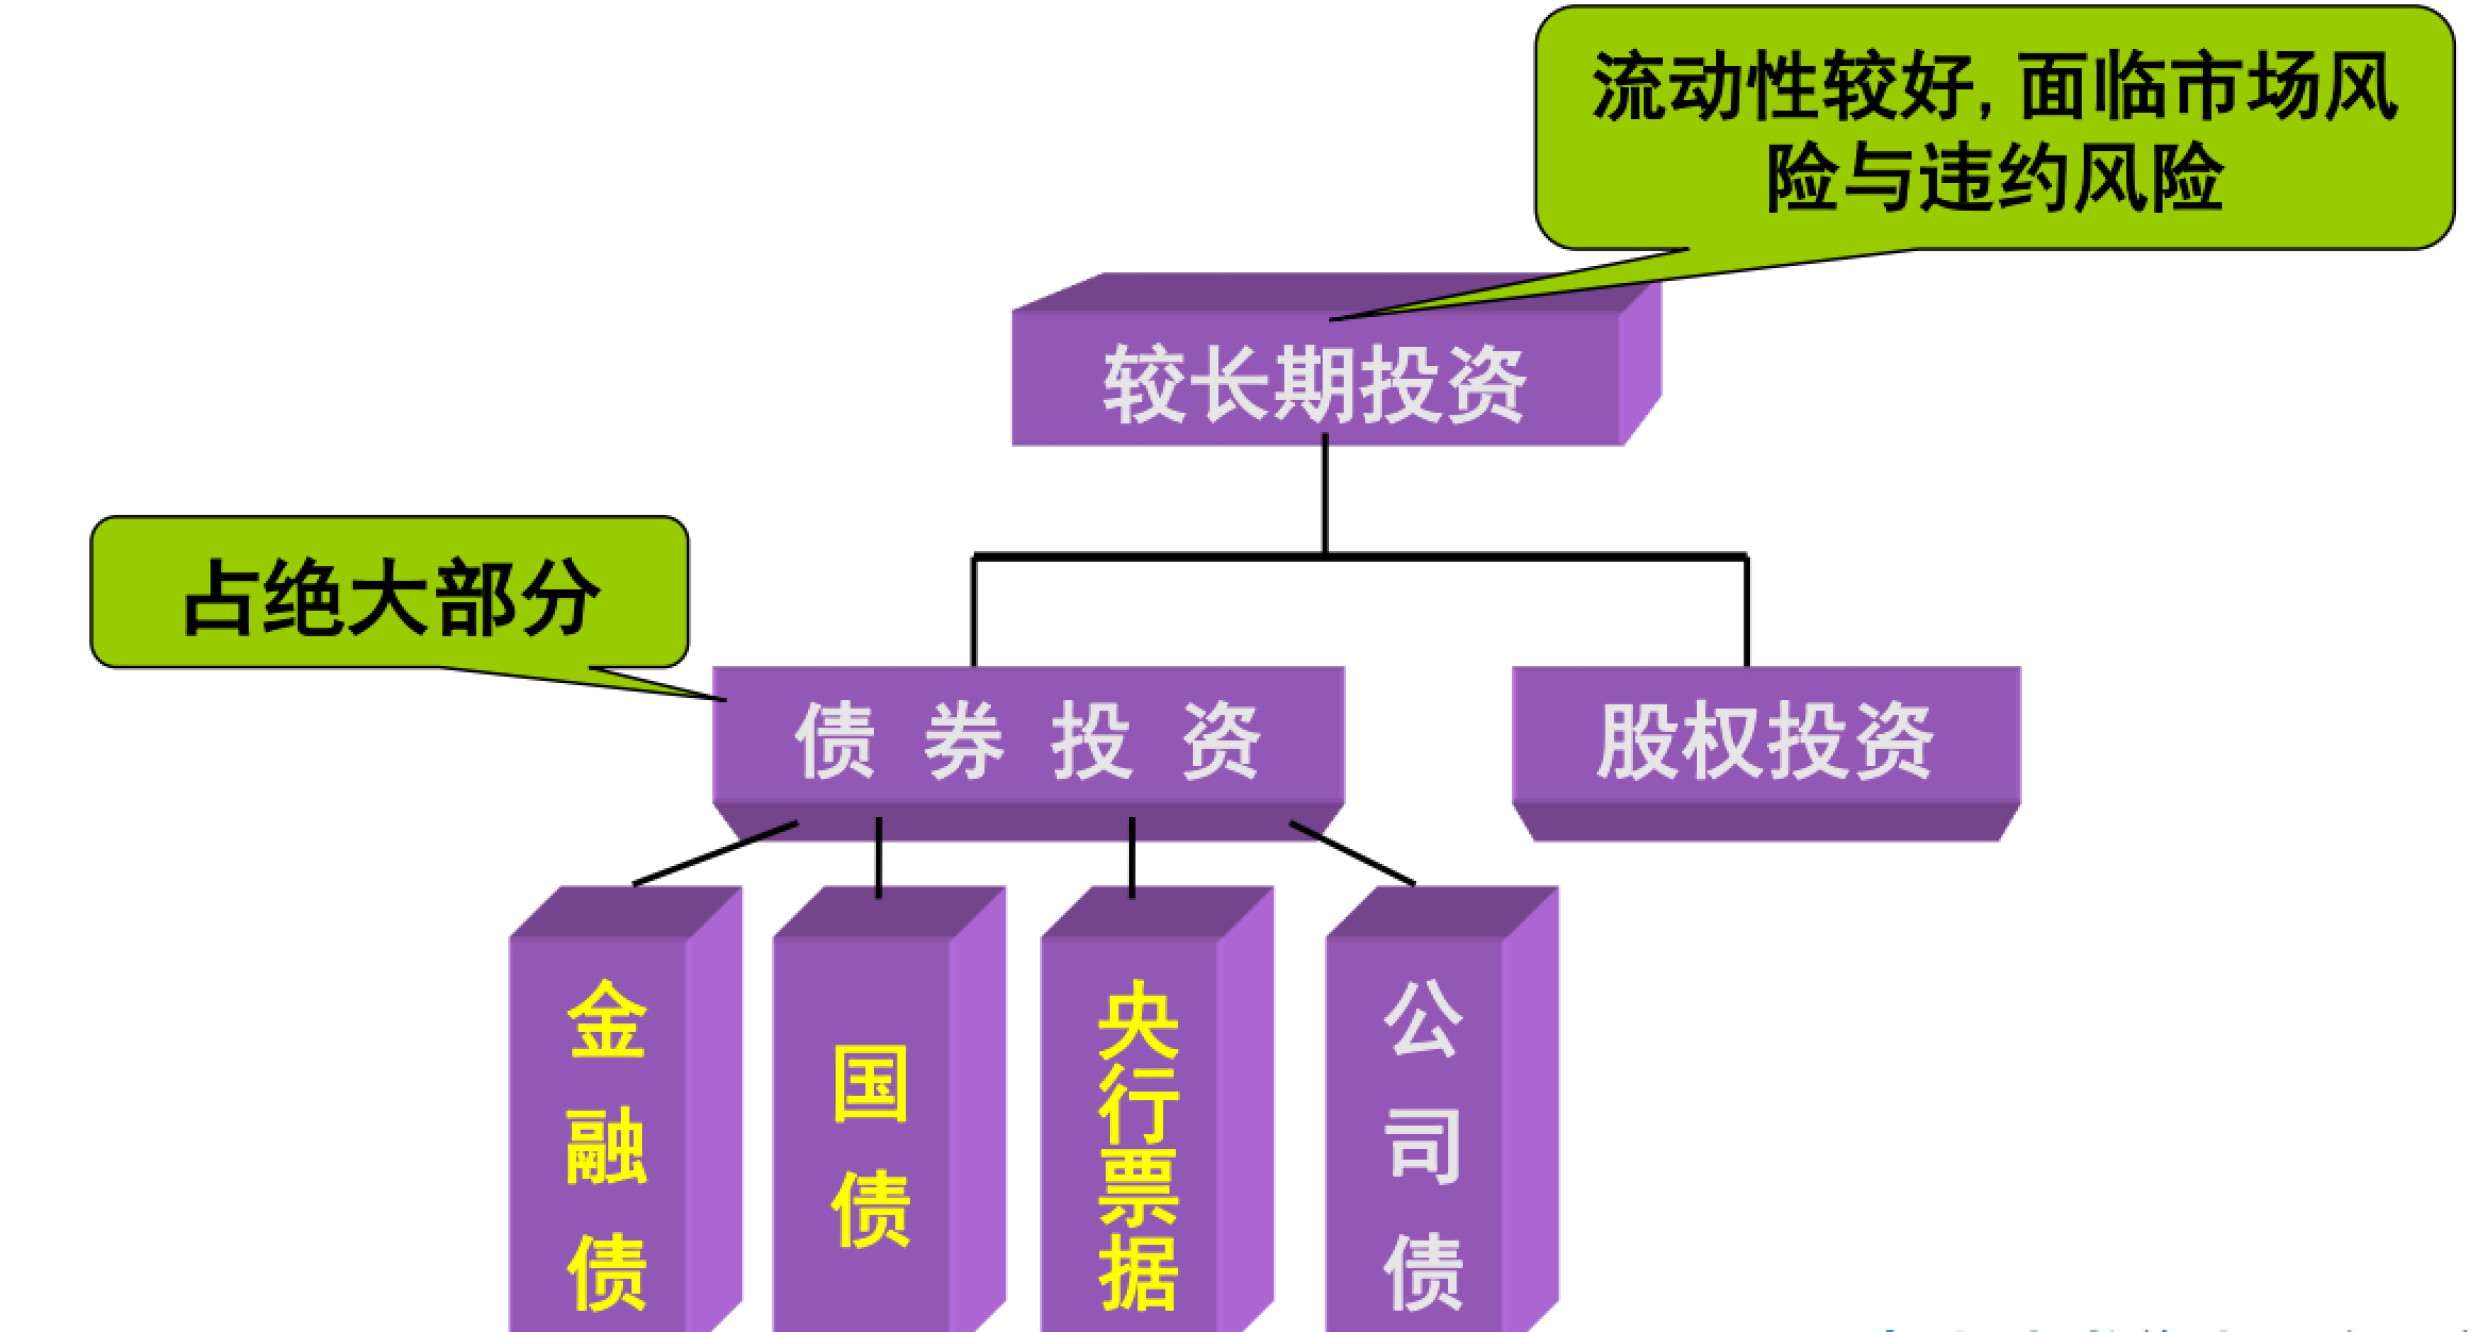 流动性较好,面临市场风
险与违约风险
较长期投资
占绝大部分
债 券 投 资
股权投资
金融债
国债
央行票据
公司债